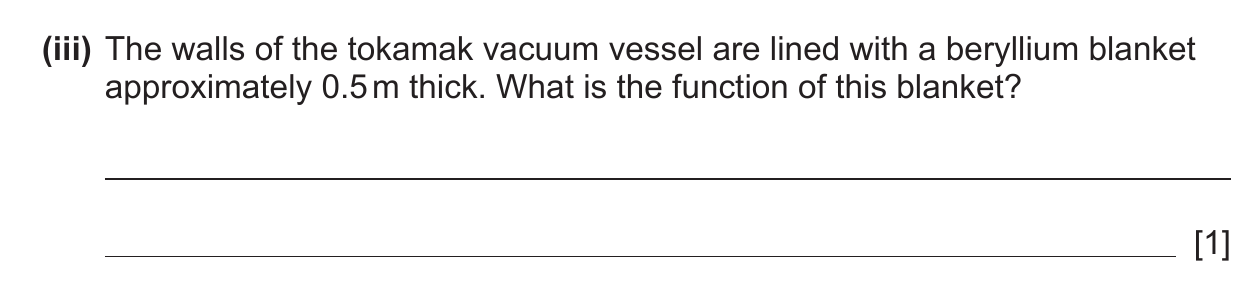 (iii) The walls of the tokamak vacuum vessel are lined with a beryllium blanket
approximately 0.5 m thick. What is the function of this blanket?
[1]